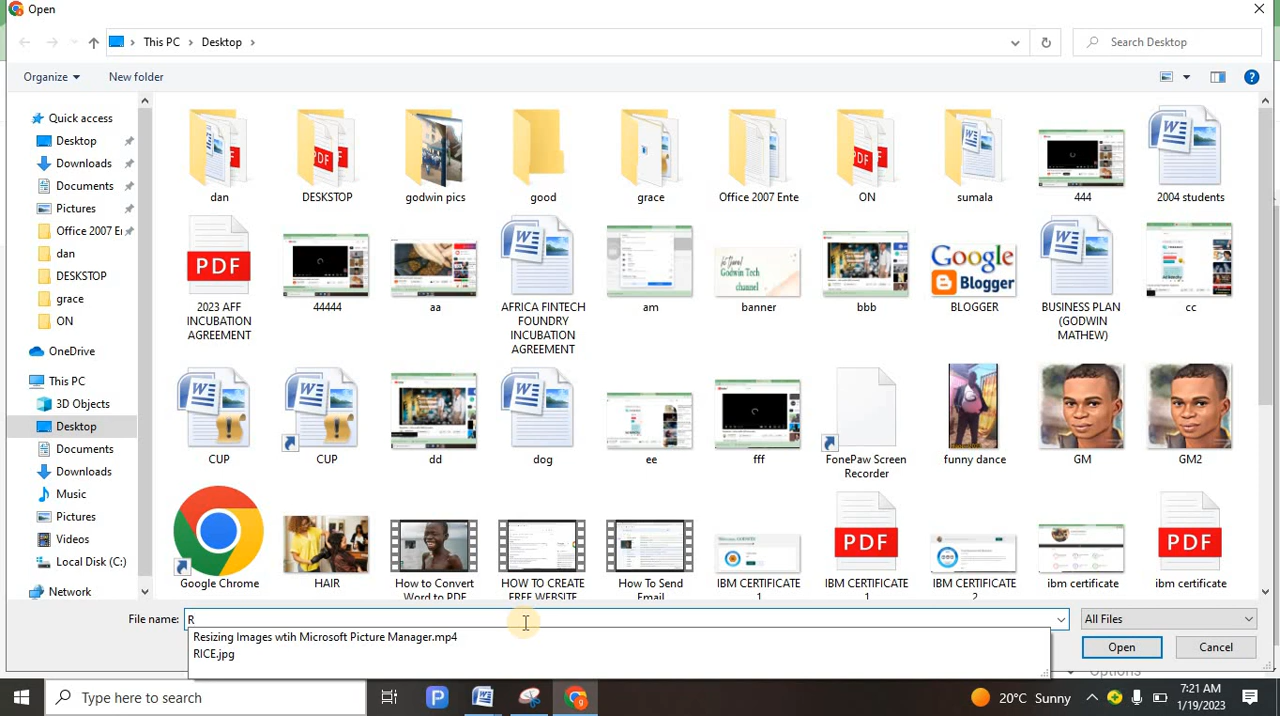 Open
This PC
Desktop
Search Desktop
Organize
New folder
Quick access
Desktop
Downloads
Documents
Pictures
Office 2007 Er
dan
DESKSTOP
grace
ON
OneDrive
This PC
3D Objects
Desktop
Documents
Downloads
Music
Pictures
Videos
Local Disk (C:)
Network
dan
DESKSTOP
godwin pics
good
grace
Office 2007 Ente
ON
sumala
444
2004 students
PDF
2023 AFF
INCUBATION
AGREEMENT
44444
aa
AFRICA FINTECH
FOUNDRY
INCUBATION
AGREEMENT
am
banner
bbb
Google
Blogger
BLOGGER
BUSINESS PLAN
(GODWIN
MATHEW)
cc
CUP
CUP
dd
dog
ee
fff
FonePaw Screen
Recorder
funny dance
GM
GM2
Google Chrome
HAIR
How to Convert
Word to PDF
HOW TO CREATE
FREE WEBSITE
How To Send
Email
IBM CERTIFICATE
1
PDF
IBM CERTIFICATE
1
IBM CERTIFICATE
2
ibm certificate
PDF
ibm certificate
File name:
R
All Files
Resizing Images wtih Microsoft Picture Manager.mp4
RICE.jpg
Open
Cancel
Options
Type here to search
20°C Sunny
7:21 AM
1/19/2023